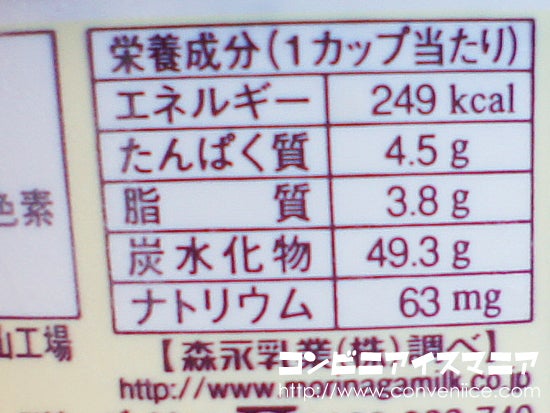 栄養成分(1カップ当たり)
エネルギー 249 kcal
たんぱく質 4.5 g
脂質 3.8 g
炭水化物 49.3 g
ナトリウム 63 mg
色素
山工場
【森永乳業(株)調べ】
コンビニアイスマニア
www.conveniice.com